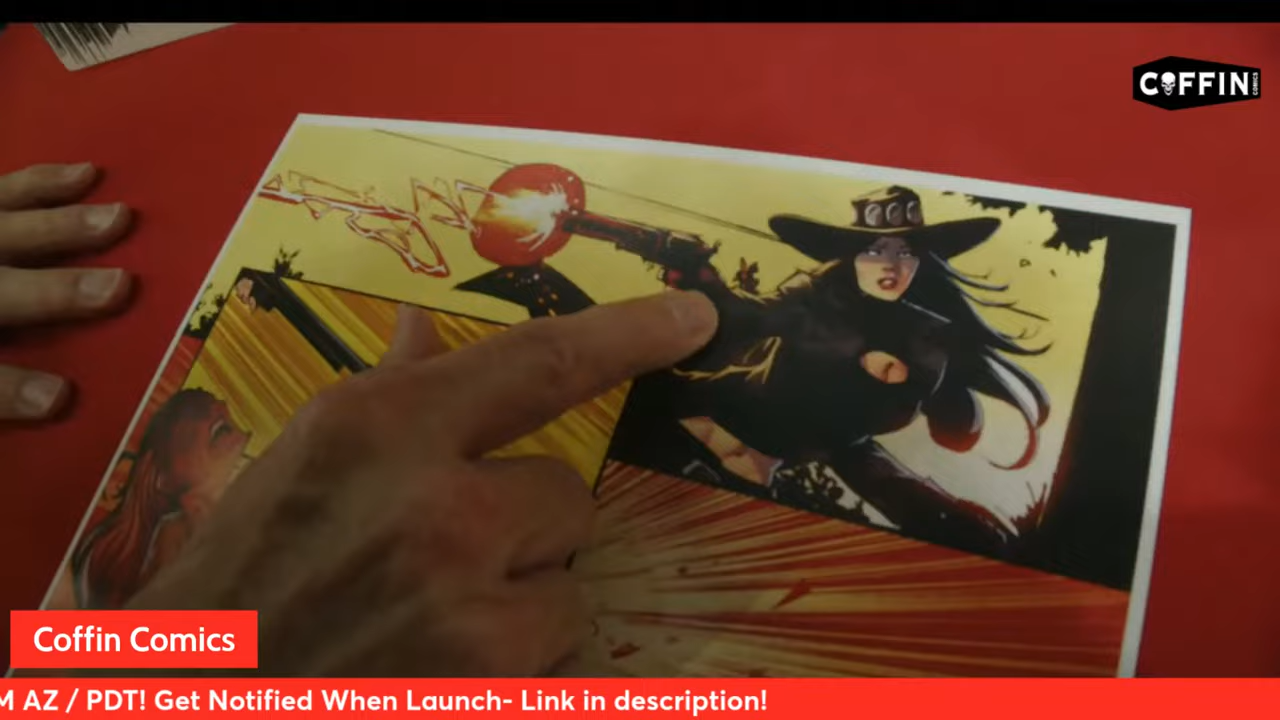 COFFIN
COMICS
Coffin Comics
M AZ / PDT! Get Notified When Launch- Link in description!